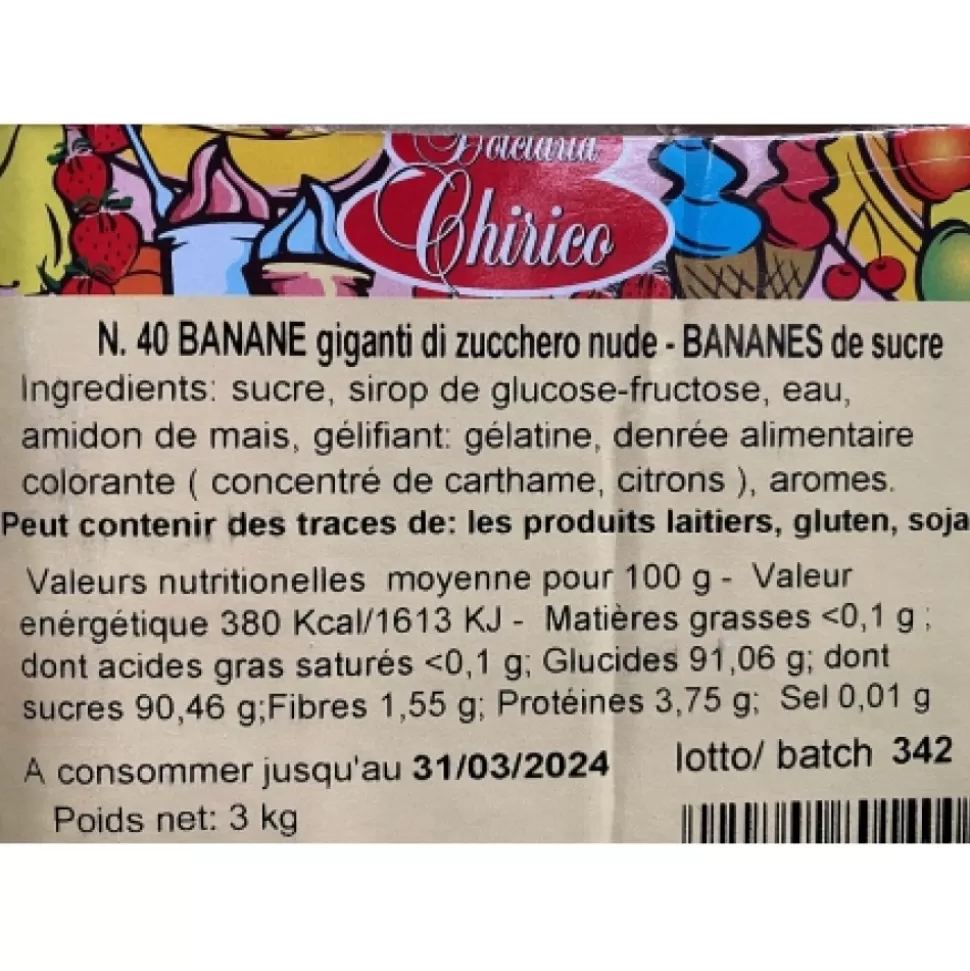 Dolciaria
Chirico
N. 40 BANANE giganti di zucchero nude - BANANES de sucre
Ingredients: sucre, sirop de glucose-fructose, eau,
amidon de mais, gélifiant: gélatine, denrée alimentaire
colorante ( concentré de carthame, citrons ), aromes.
Peut contenir des traces de: les produits laitiers, gluten, soja
Valeurs nutritionelles moyenne pour 100 g - Valeur
enérgétique 380 Kcal/1613 KJ - Matières grasses <0,1 g ;
dont acides gras saturés <0,1 g; Glucides 91,06 g; dont
sucres 90,46 g;Fibres 1,55 g; Protéines 3,75 g; Sel 0,01 g
A consommer jusqu'au 31/03/2024 lotto/ batch 342
Poids net: 3 kg